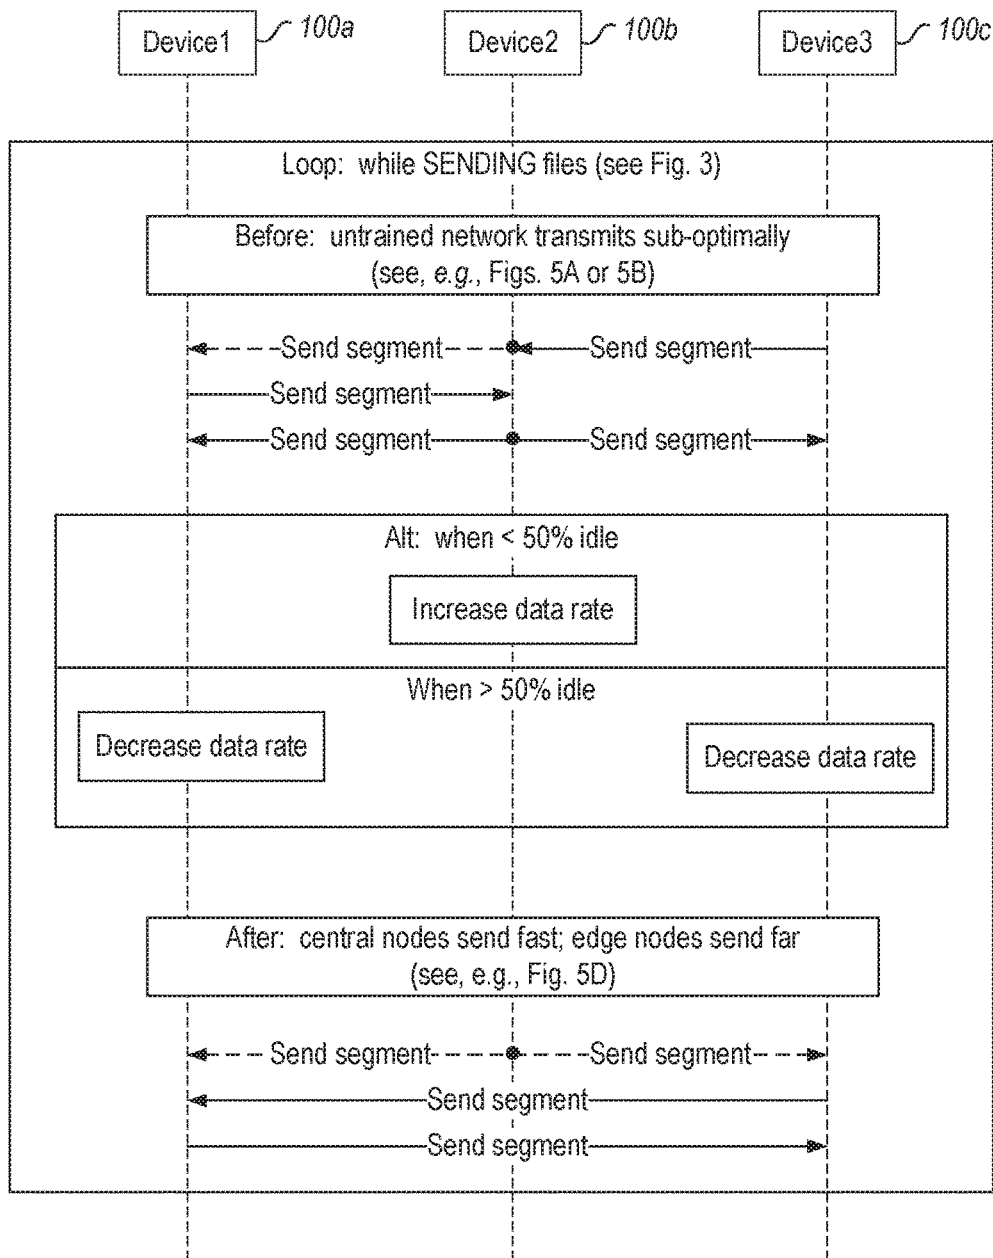 Device1 100a Device2 100b Device3 100c
Loop: while SENDING files (see Fig. 3)
Before: untrained network transmits sub-optimally
(see, e.g., Figs. 5A or 5B)
Send segment Send segment
Send segment
Send segment Send segment
Alt: when < 50% idle
Increase data rate
When > 50% idle
Decrease data rate
Decrease data rate
After: central nodes send fast; edge nodes send far
(see, e.g., Fig. 5D)
Send segment Send segment
Send segment
Send segment